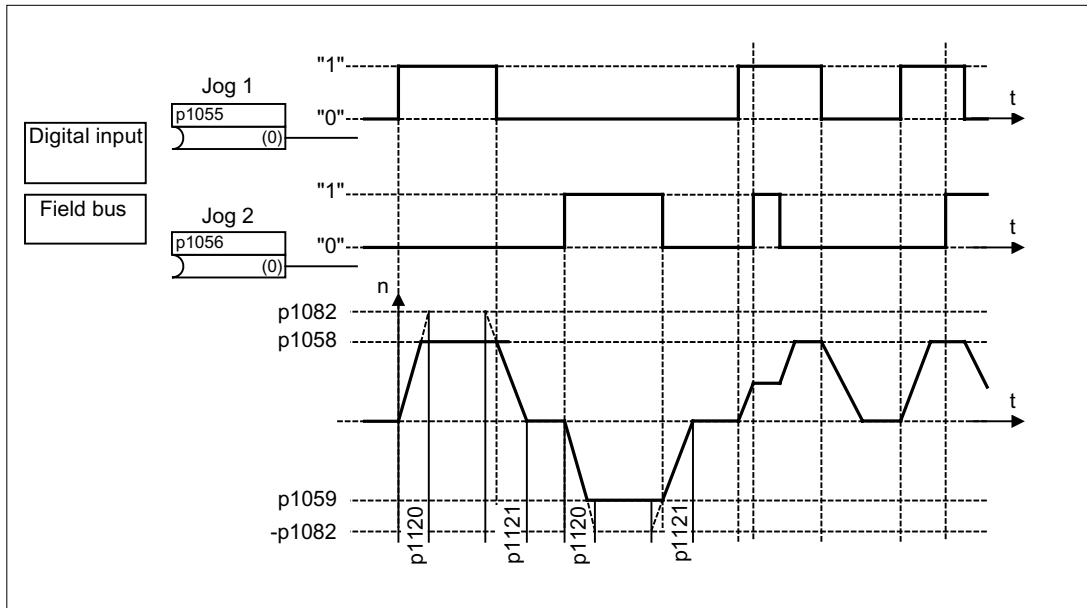 "1"
Jog 1
p1055
"0"
t
(0)
Digital input
"1"
Field bus
Jog 2
p1056
"0"
t
(0)
n
p1082
p1058
t
p1059
-p1082
p1120
p1121
p1120
p1121